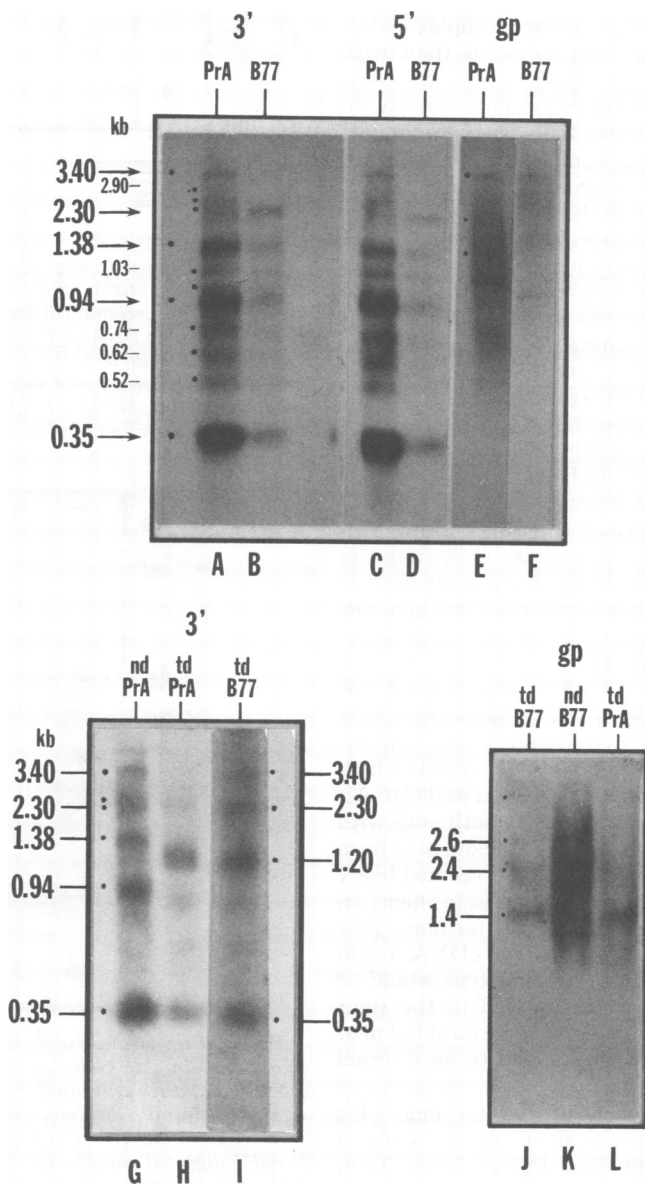 3' 5' gp
PrA B77 PrA B77 PrA B77
kb
3.40
2.90
2.30
1.38
1.03
0.94
0.74
0.62
0.52
0.35
A B C D E F
3'
nd td td
PrA PrA B77
kb
3.40 3.40
2.30 2.30
1.38
1.20
0.94
0.35 0.35
G H I
gp
td nd td
B77 B77 PrA
2.6
2.4
1.4
J K L